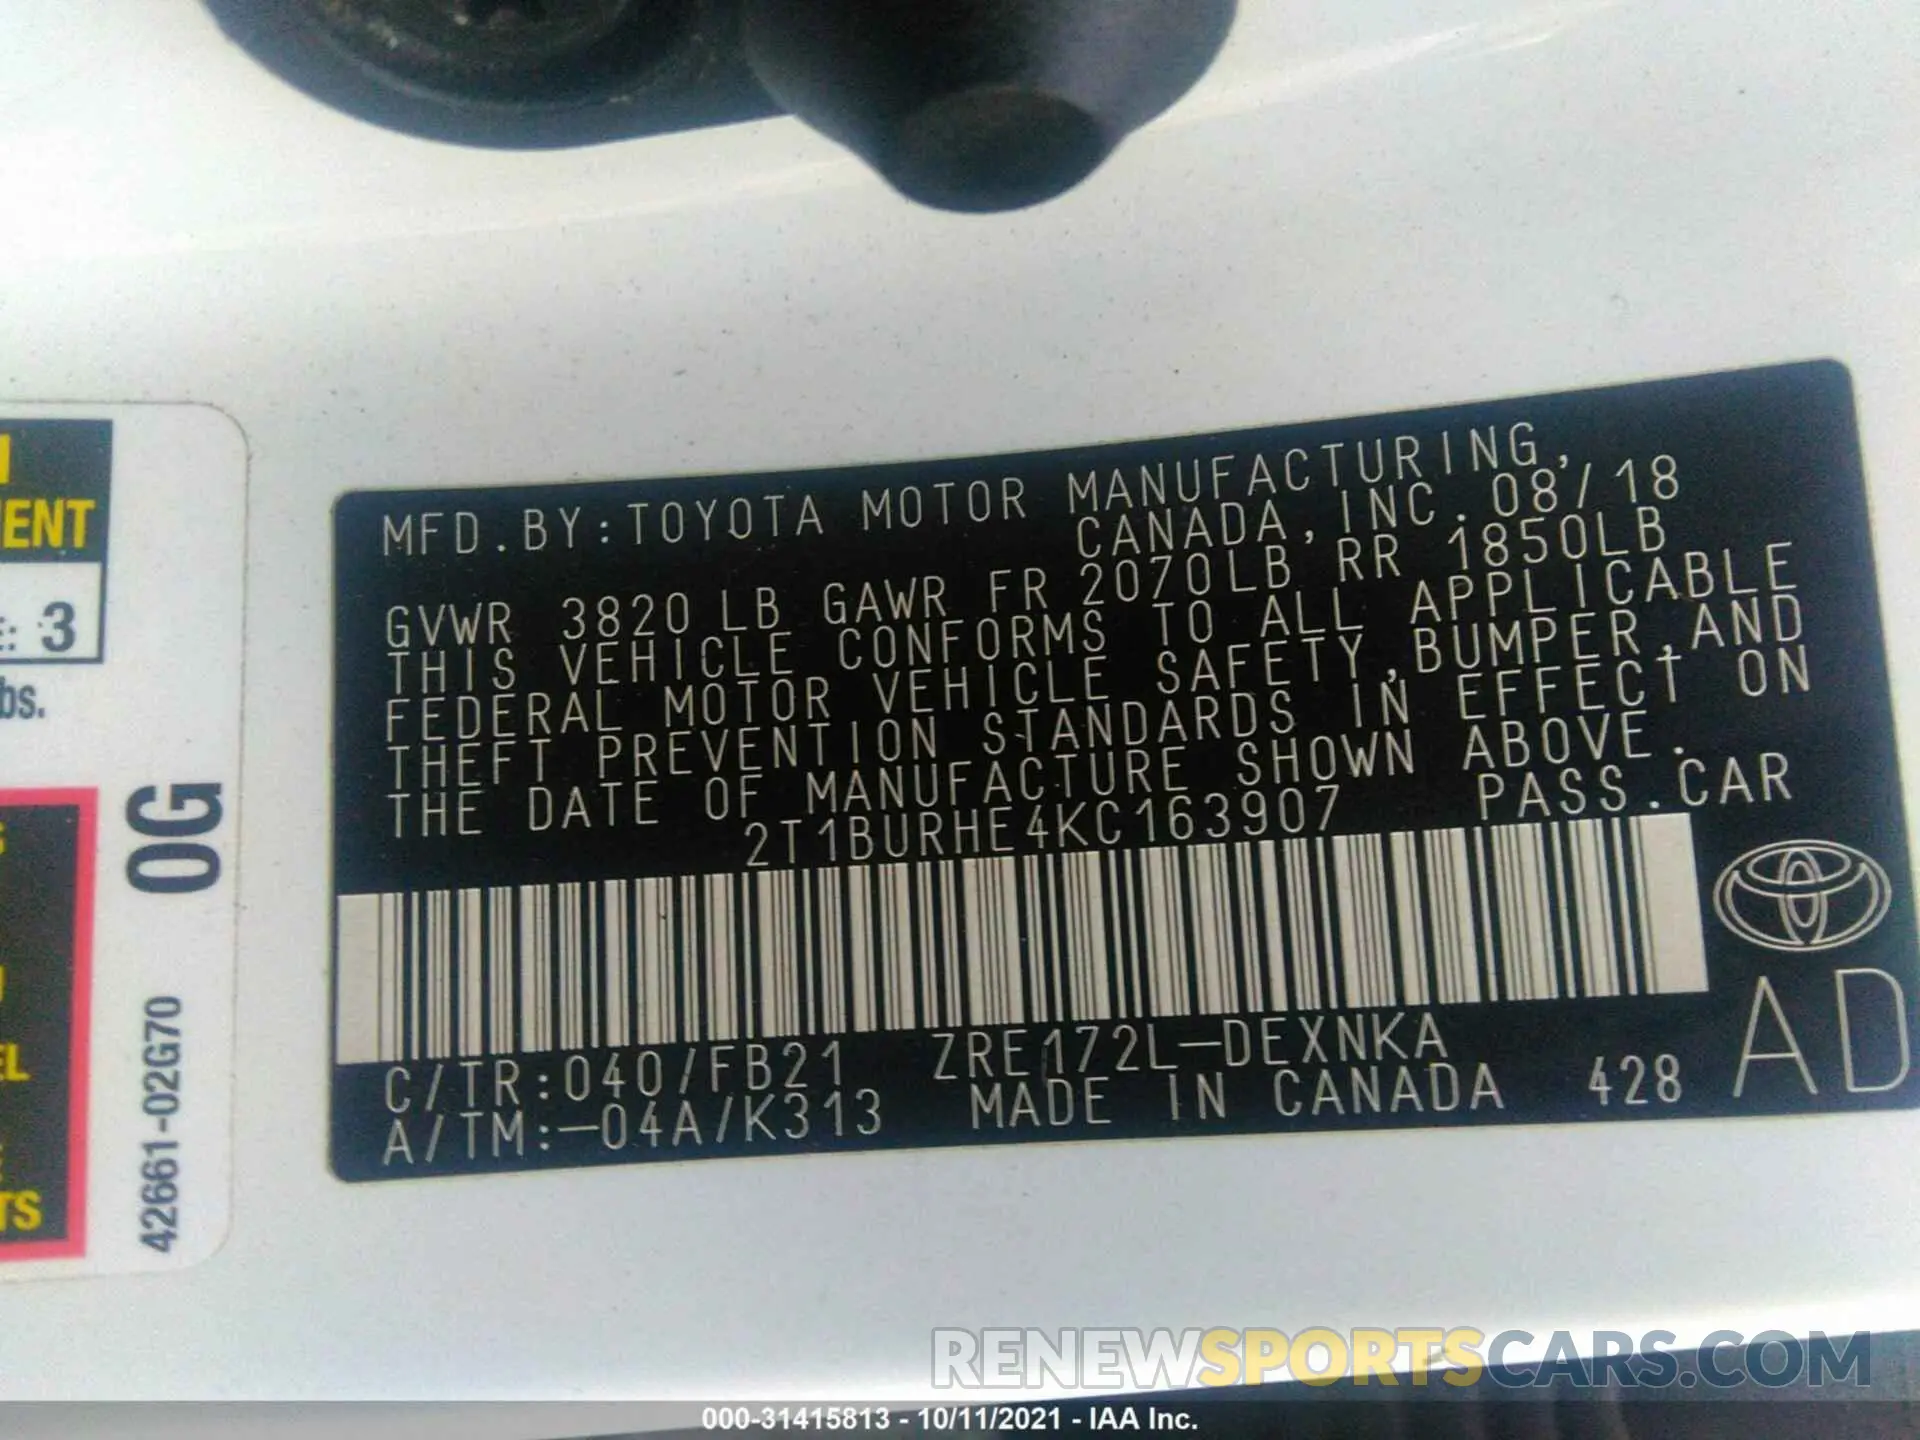 MFD.BY:TOYOTA MOTOR MANUFACTURING,
CANADA,INC.08/18
GVWR 3820 LB GAWR FR 2070LB RR 1850LB
THIS VEHICLE CONFORMS TO ALL APPLICABLE
FEDERAL MOTOR VEHICLE SAFETY,BUMPER,AND
THEFT PREVENTION STANDARDS IN EFFECT ON
THE DATE OF MANUFACTURE SHOWN ABOVE.
2T1BURHE4KC163907 PASS.CAR
C/TR:040/FB21 ZRE172L-DEXNKA
A/TM:-04A/K313 MADE IN CANADA 428
AD
3
bs.
0G
42661-02G70
RENEWSPORTSCARS.COM
000-31415813 - 10/11/2021 - IAA Inc.